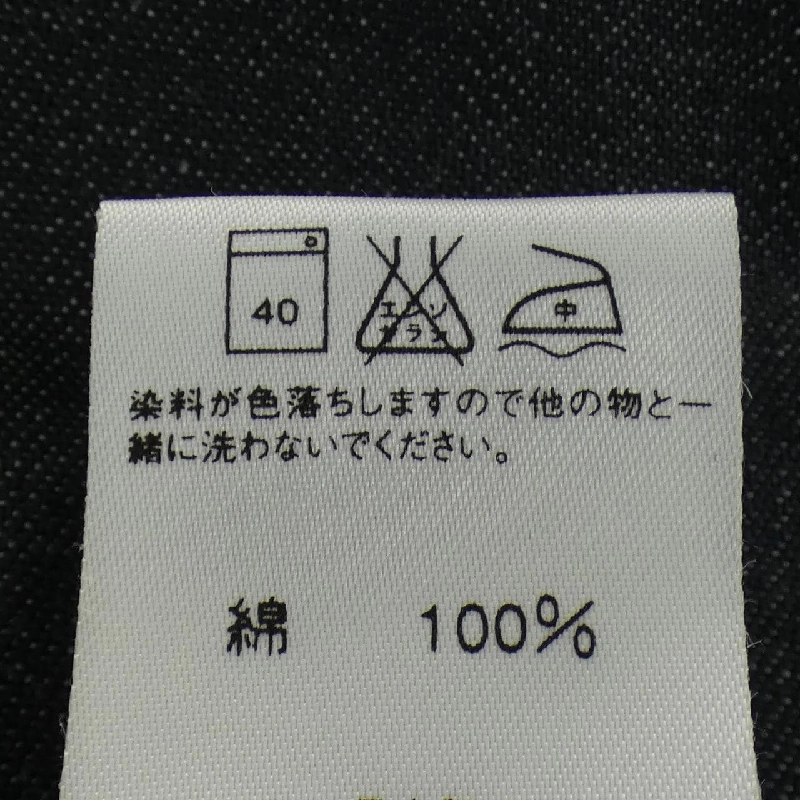 40
エンソ
サラシ
中
染料が色落ちしますので他の物と一
緒に洗わないでください。
綿 100%